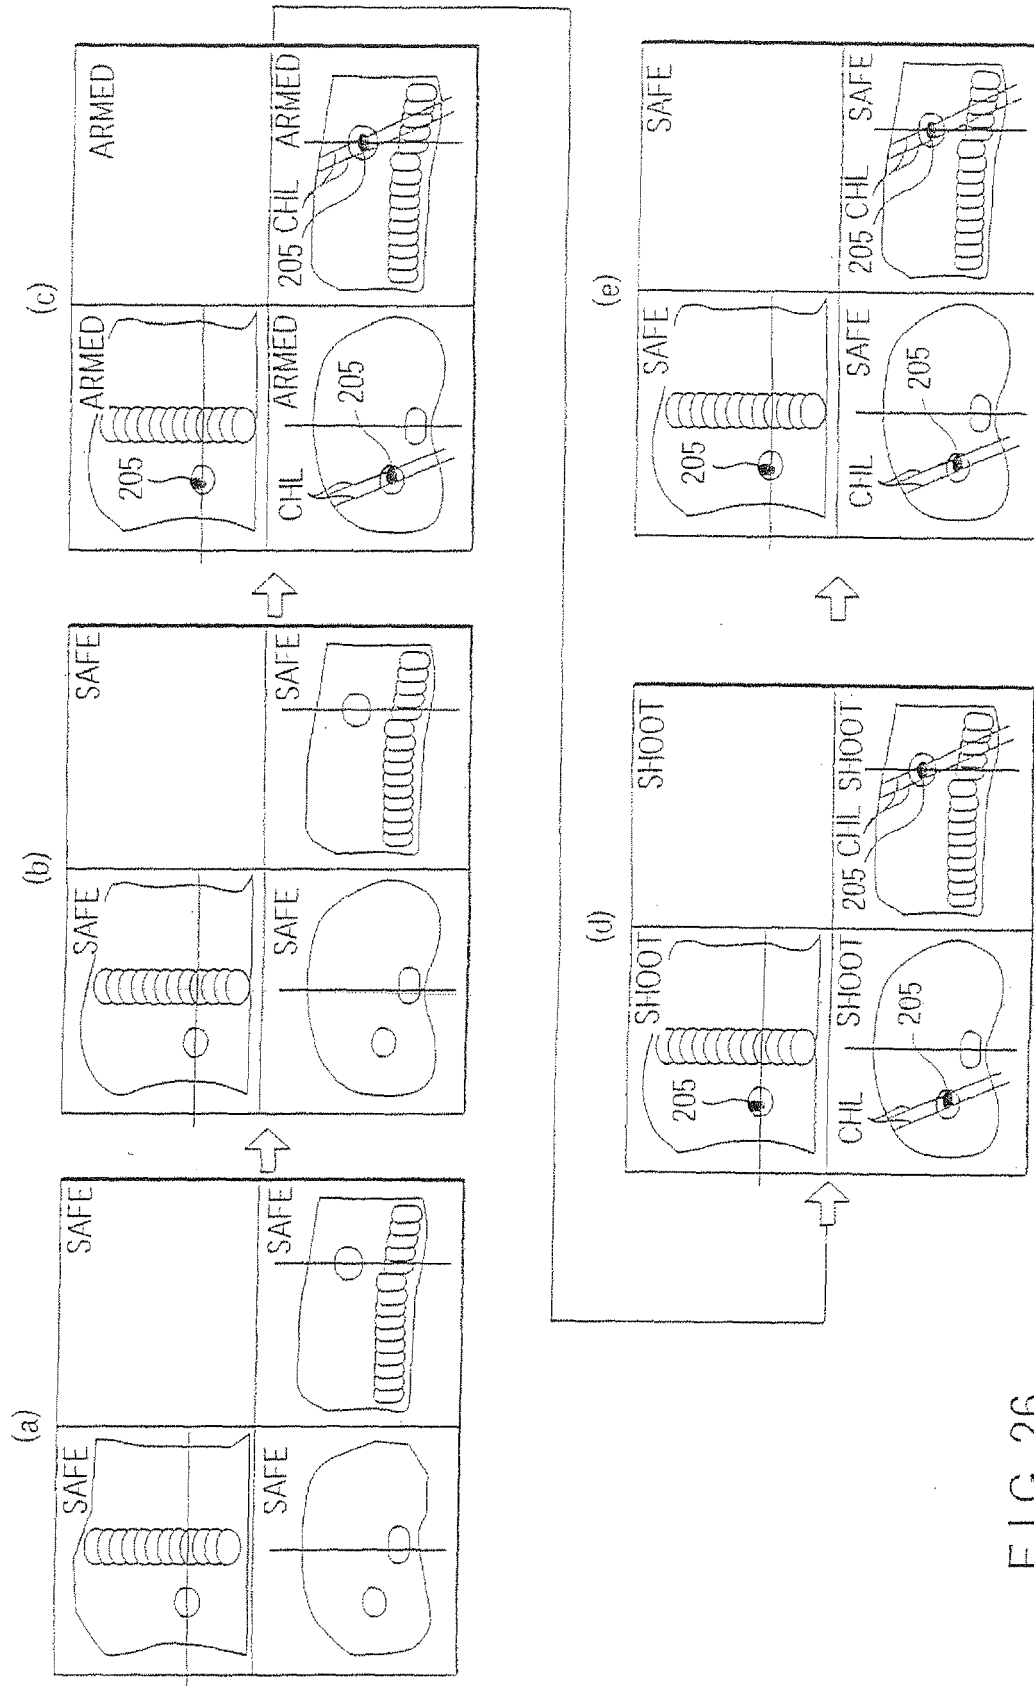 (a)
SAFE
SAFE
SAFE
SAFE
(b)
SAFE
SAFE
SAFE
SAFE
(c)
ARMED
ARMED
205
ARMED
205
CHL
205 CHL ARMED
(d)
SHOOT
SHOOT
205
SHOOT
205
CHL
205 CHL SHOOT
(e)
SAFE
SAFE
205
SAFE
205
CHL
205 CHL SAFE
FIG. 26